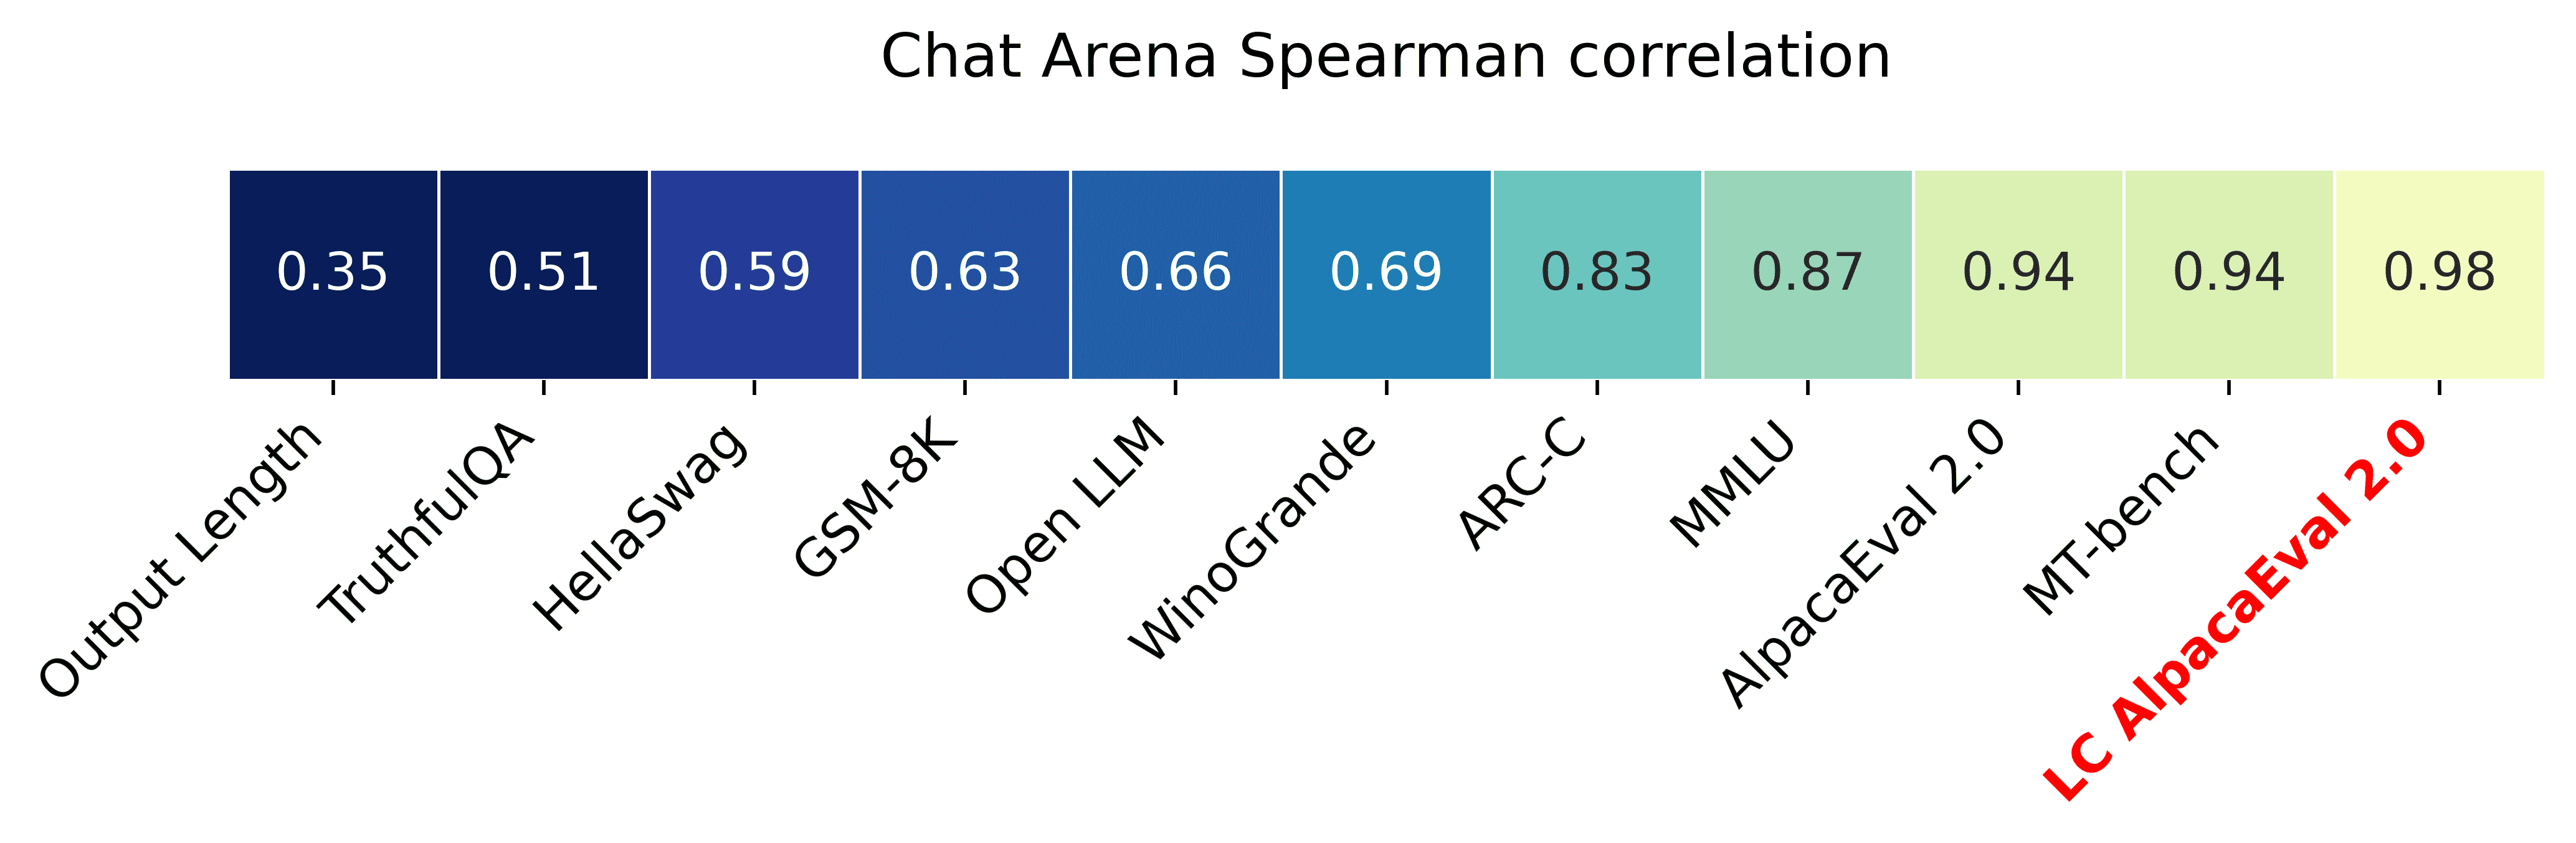 Chat Arena Spearman correlation
0.35 0.51 0.59 0.63 0.66 0.69 0.83 0.87 0.94 0.94 0.98
Output Length
TruthfulQA
HellaSwag
GSM-8K
Open LLM
WinoGrande
ARC-C
MMLU
AlpacaEval 2.0
MT-bench
LC AlpacaEval 2.0